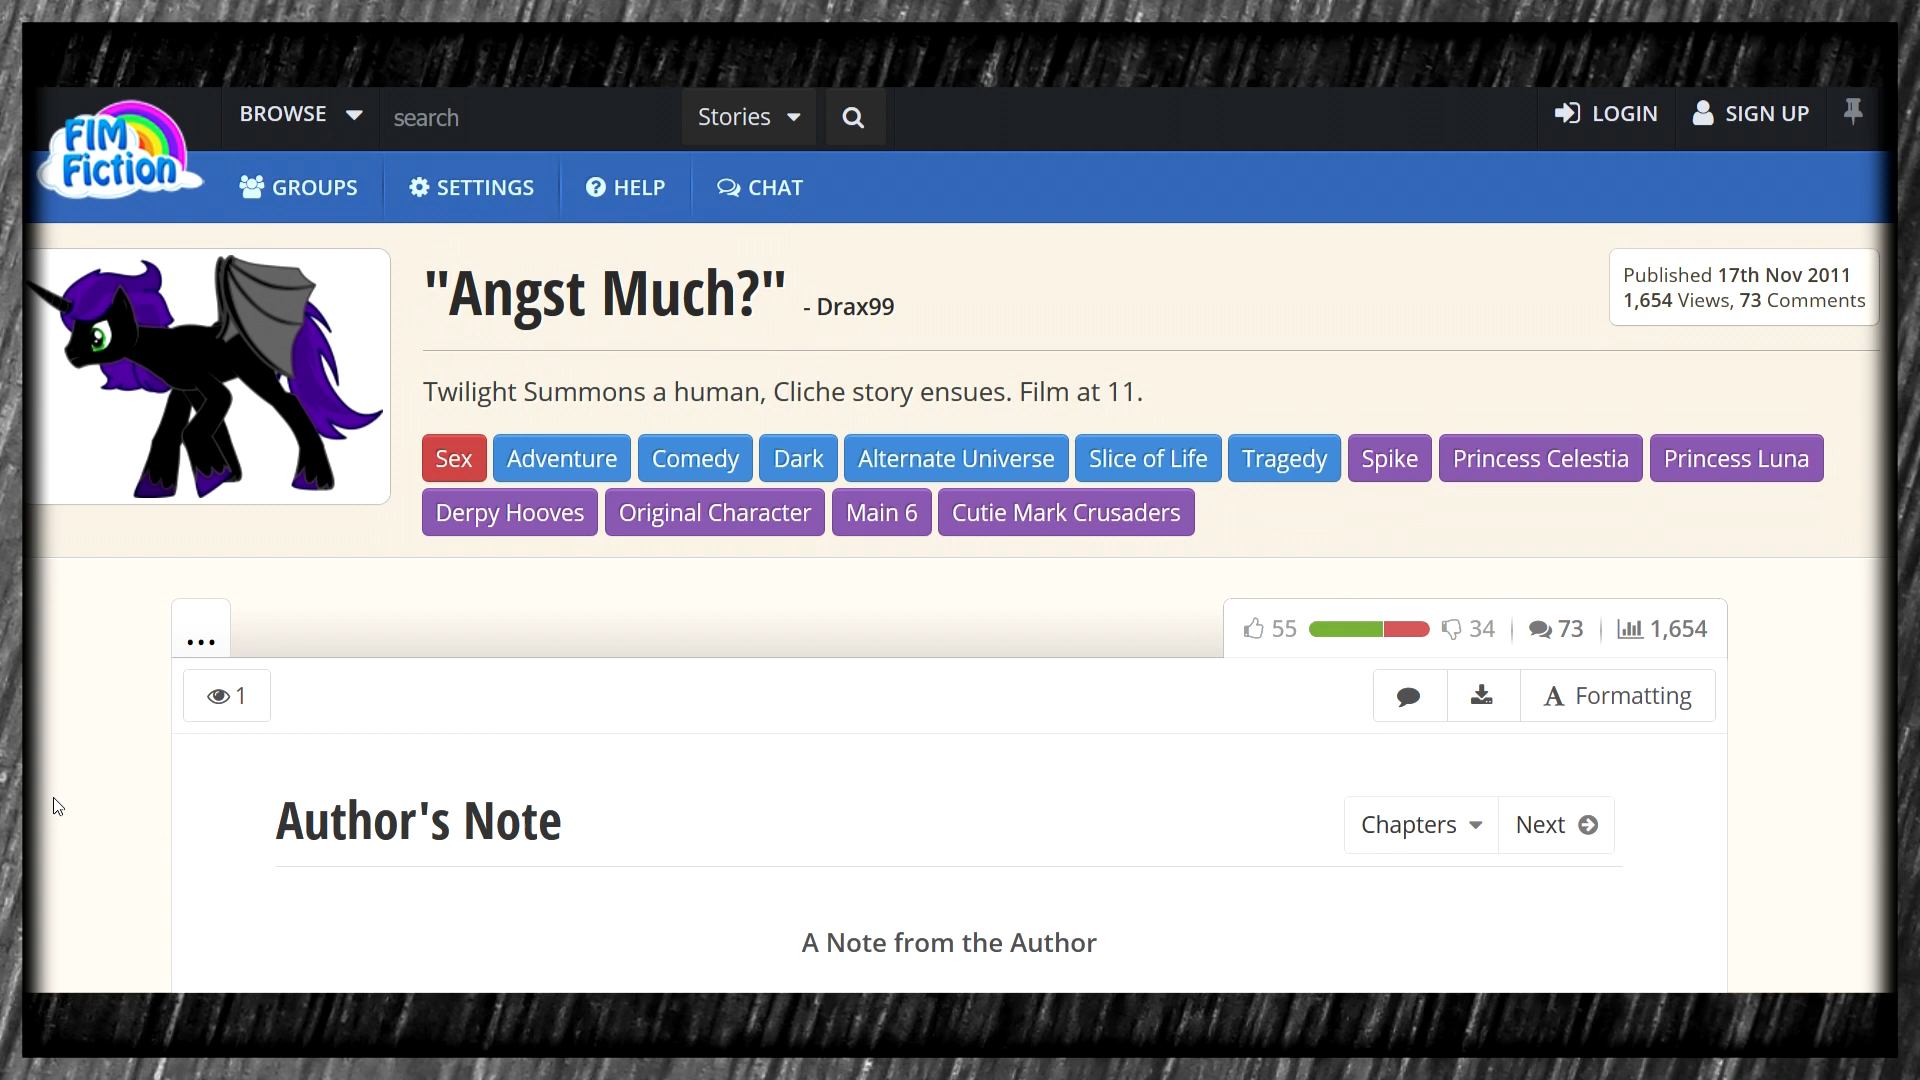 FIM
Fiction
BROWSE
search
Stories
LOGIN
SIGN UP
GROUPS
SETTINGS
HELP
CHAT
"Angst Much?" - Drax99
Published 17th Nov 2011
1,654 Views, 73 Comments
Twilight Summons a human, Cliche story ensues. Film at 11.
Sex Adventure Comedy Dark Alternate Universe Slice of Life Tragedy Spike Princess Celestia Princess Luna
Derpy Hooves Original Character Main 6 Cutie Mark Crusaders
...
55 34 73 1,654
1
A Formatting
Author's Note
Chapters
Next
A Note from the Author